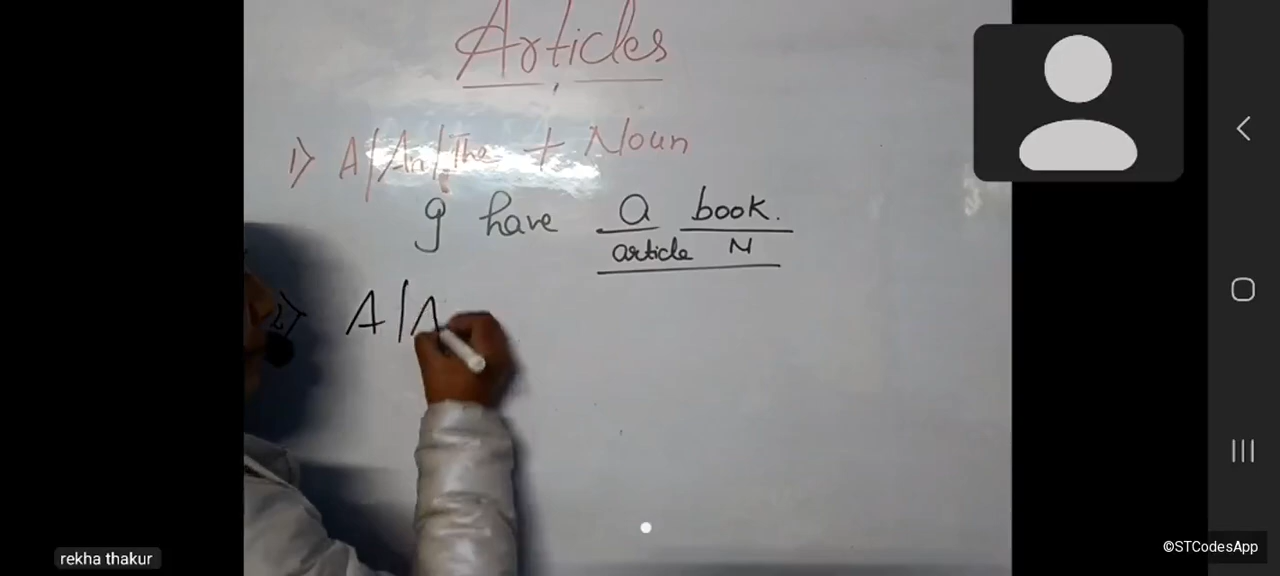 Articles
1) A/An/The + Noun
I have a book.
article N
2) A/A
rekha thakur
©STCodesApp